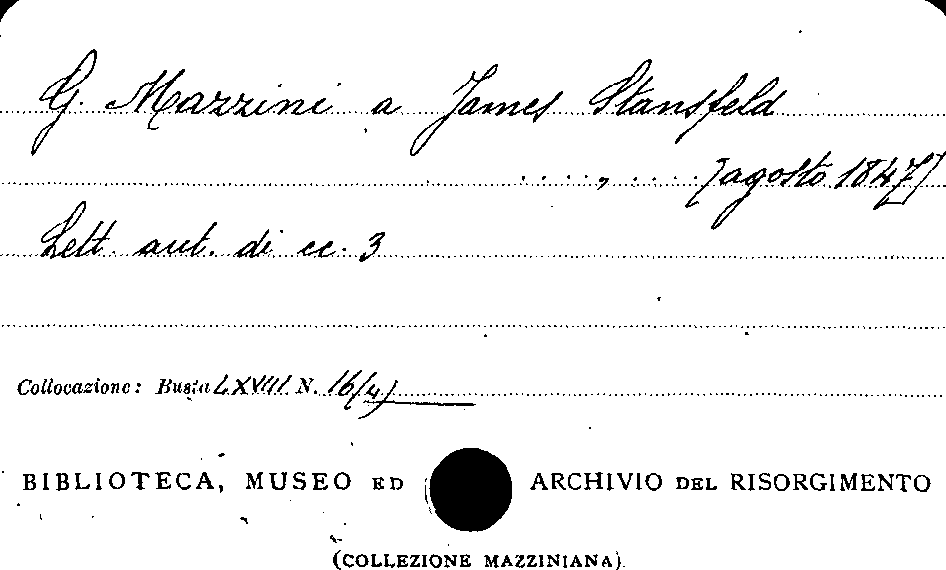 G. Mazzini a James Stansfeld
....,.... [agosto 1847]
Lett. aut. di cc. 3
Collocazione: Busta LXVIII N. 16/4)
BIBLIOTECA, MUSEO ED ARCHIVIO DEL RISORGIMENTO
(COLLEZIONE MAZZINIANA)